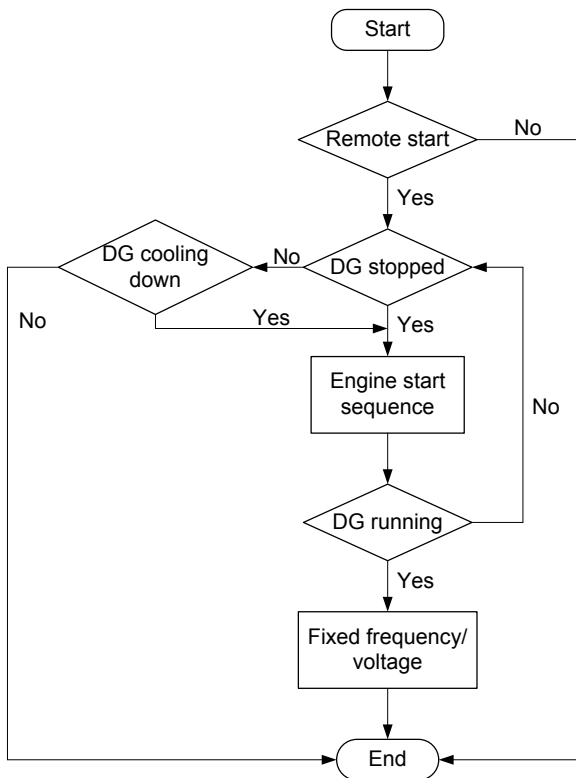 Start
Remote start
No
Yes
DG cooling
down
No
DG stopped
No
Yes
Yes
Engine start
sequence
No
DG running
Yes
Fixed frequency/
voltage
End